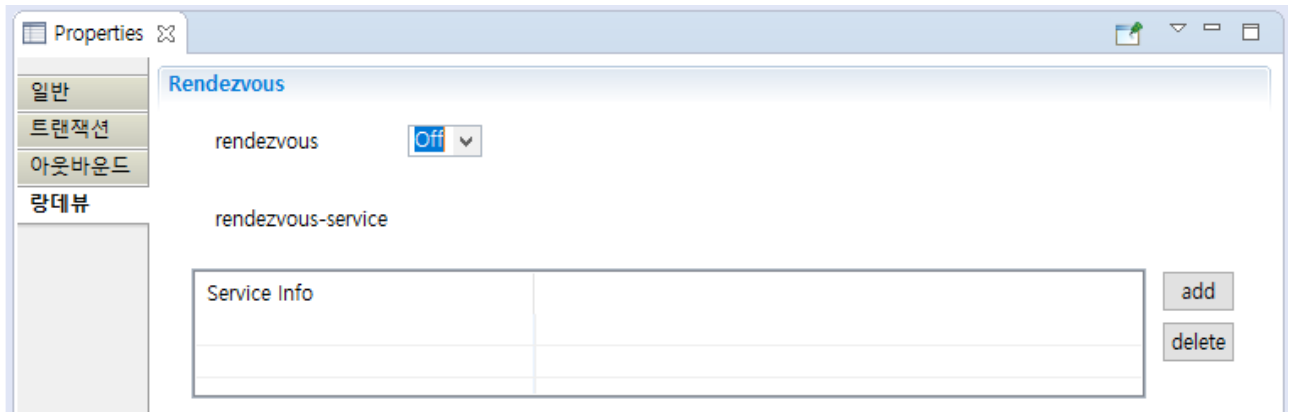 Properties
일반
트랜잭션
아웃바운드
랑데뷰
Rendezvous
rendezvous Off
rendezvous-service
Service Info
add
delete